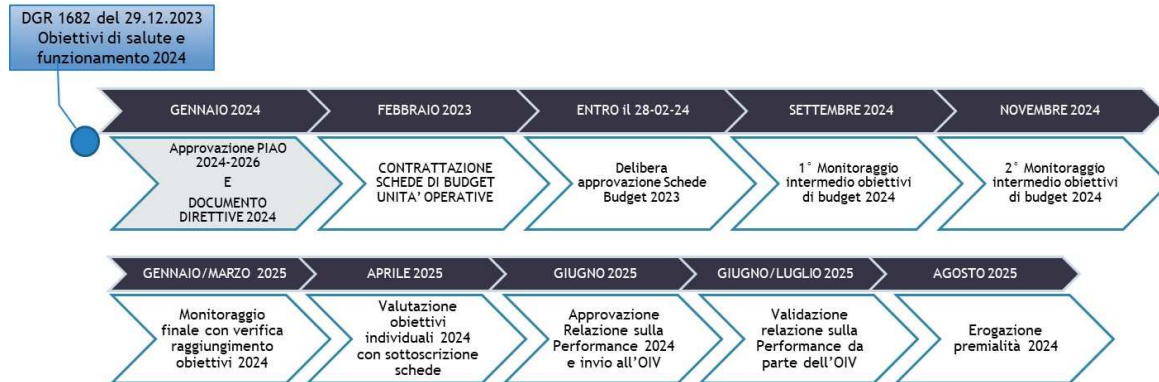 DGR 1682 del 29.12.2023
Obiettivi di salute e
funzionamento 2024
GENNAIO 2024
FEBBRAIO 2023
ENTRO il 28-02-24
SETTEMBRE 2024
NOVEMBRE 2024
Approvazione PIAO
2024-2026
E
DOCUMENTO
DIRETTIVE 2024
CONTRATTAZIONE
SCHEDE DI BUDGET
UNITA' OPERATIVE
Delibera
approvazione Schede
Budget 2023
1° Monitoraggio
intermedio obiettivi
di budget 2024
2° Monitoraggio
intermedio obiettivi
di budget 2024
GENNAIO/MARZO 2025
APRILE 2025
GIUGNO 2025
GIUGNO/LUGLIO 2025
AGOSTO 2025
Monitoraggio
finale con verifica
raggiungimento
obiettivi 2024
Valutazione
obiettivi
individuali 2024
con sottoscrizione
schede
Approvazione
Relazione sulla
Performance 2024
e invio all'OIV
Validazione
relazione sulla
Performance da
parte dell'OIV
Erogazione
premialità 2024